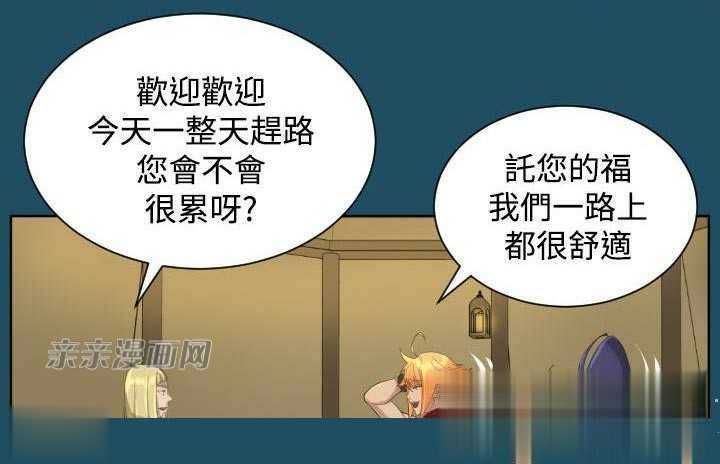 歡迎歡迎
今天一整天趕路
您會不會
很累呀?
託您的福
我們一路上
都很舒適
亲亲漫画网